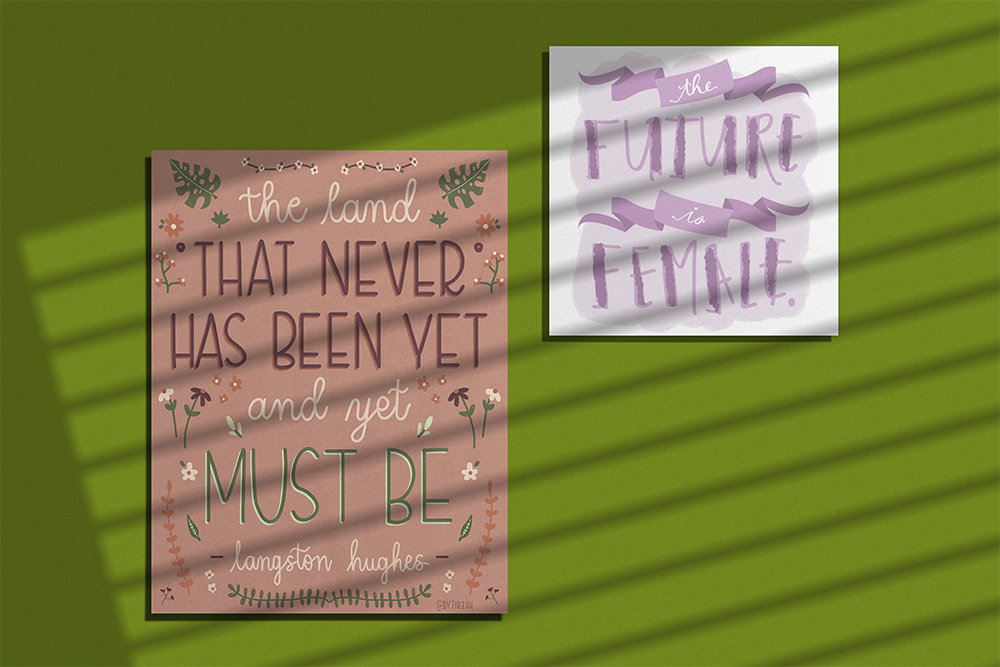 the land
THAT NEVER
HAS BEEN YET
and yet
MUST BE
- langston hughes -
@BYTIRZAH
the
FUTURE
is
FEMALE.